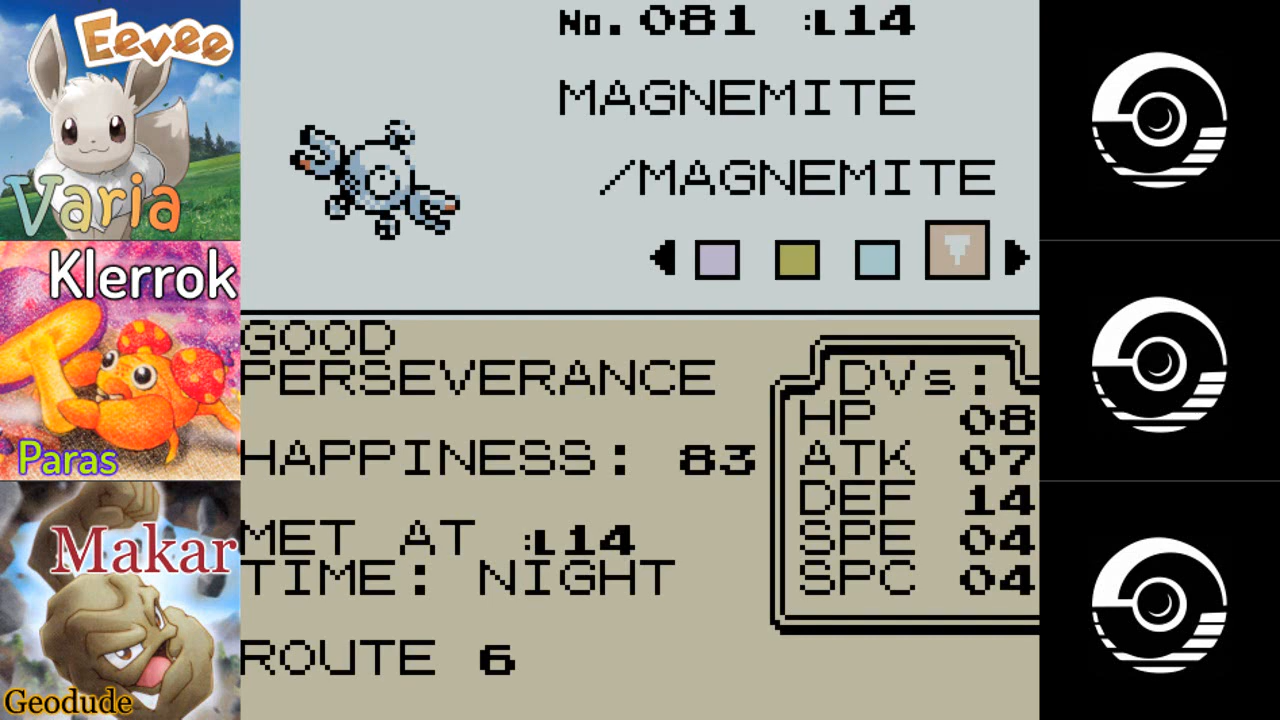 Eevee
Varia
Klerrok
Paras
Makar
Geodude
No. 081 :L14
MAGNEMITE
/MAGNEMITE
GOOD
PERSEVERANCE
HAPPINESS: 83
MET AT :L14
TIME: NIGHT
ROUTE 6
DVs:
HP 08
ATK 07
DEF 14
SPE 04
SPC 04